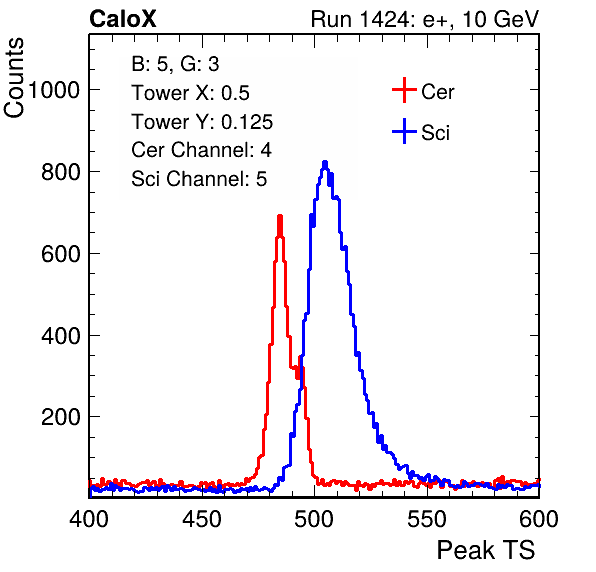 CaloX
Run 1424: e+, 10 GeV
Counts
B: 5, G: 3
Tower X: 0.5
Tower Y: 0.125
Cer Channel: 4
Sci Channel: 5
Cer
Sci
1000
800
600
400
200
400 450 500 550 600
Peak TS